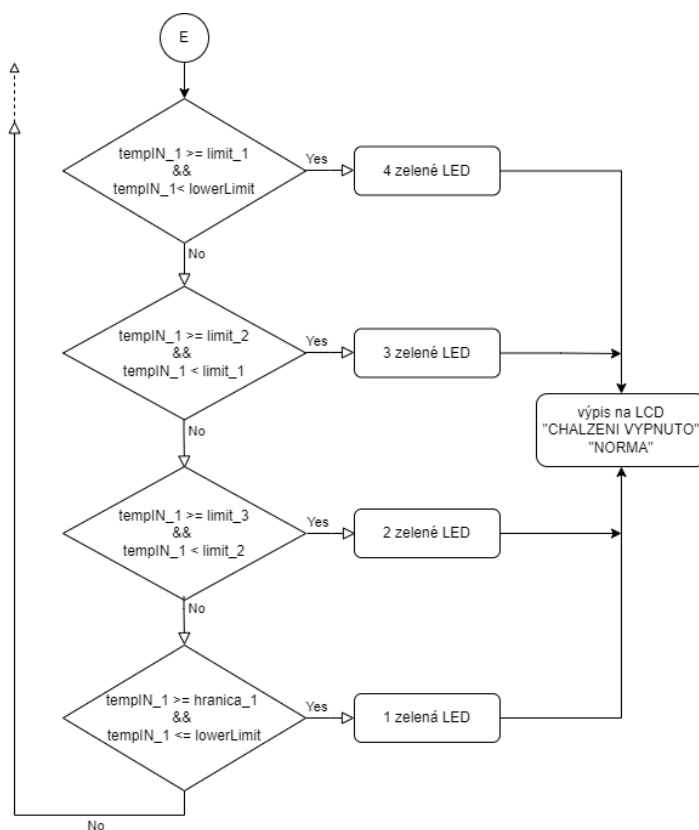 E
tempIN_1 >= limit_1
&&
tempIN_1< lowerLimit
Yes
4 zelené LED
No
tempIN_1 >= limit_2
&&
tempIN_1 < limit_1
Yes
3 zelené LED
No
výpis na LCD
"CHALZENI VYPNUTO"
"NORMA"
tempIN_1 >= limit_3
&&
tempIN_1 < limit_2
Yes
2 zelené LED
No
tempIN_1 >= hranica_1
&&
tempIN_1 <= lowerLimit
Yes
1 zelená LED
No